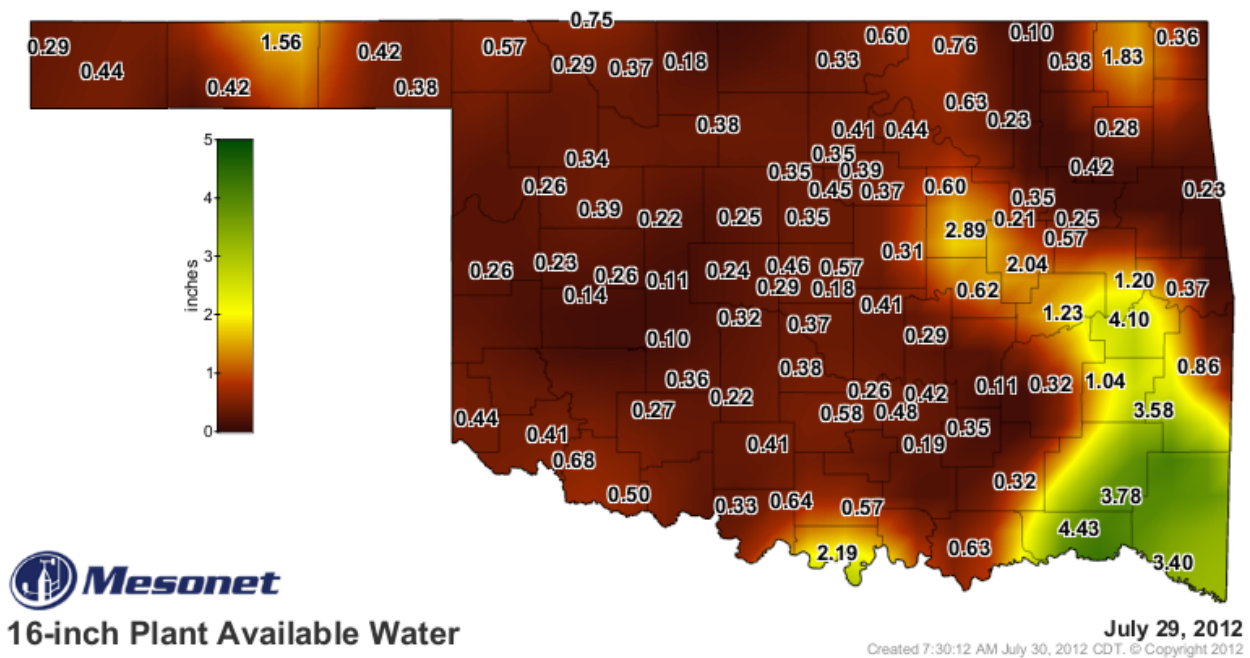 0.75
0.29 1.56 0.42 0.57 0.60 0.76 0.10 0.36
0.44 0.42 0.38 0.29 0.37 0.18 0.33 0.38 1.83
0.63
0.38 0.41 0.44 0.23 0.28
5
0.34 0.35 0.42
0.26 0.35 0.39 0.45 0.37 0.60 0.35 0.23
4
0.39 0.22 0.25 0.35 2.89 0.21 0.25
0.57
3
0.26 0.23 0.26 0.11 0.24 0.46 0.57 0.31 2.04
inches
0.14 0.29 0.18 0.62 1.20 0.37
2
0.32 0.37 0.41 1.23 4.10
0.10 0.29
1
0.36 0.38 0.86
0.27 0.22 0.26 0.42 0.11 0.32 1.04
0
0.44 0.41 0.58 0.48 0.35 3.58
0.68 0.41 0.19
0.50 0.33 0.64 0.57 0.32 3.78
2.19 0.63 4.43 3.40
Mesonet
16-inch Plant Available Water
July 29, 2012
Created 7:30:12 AM July 30, 2012 CDT. © Copyright 2012